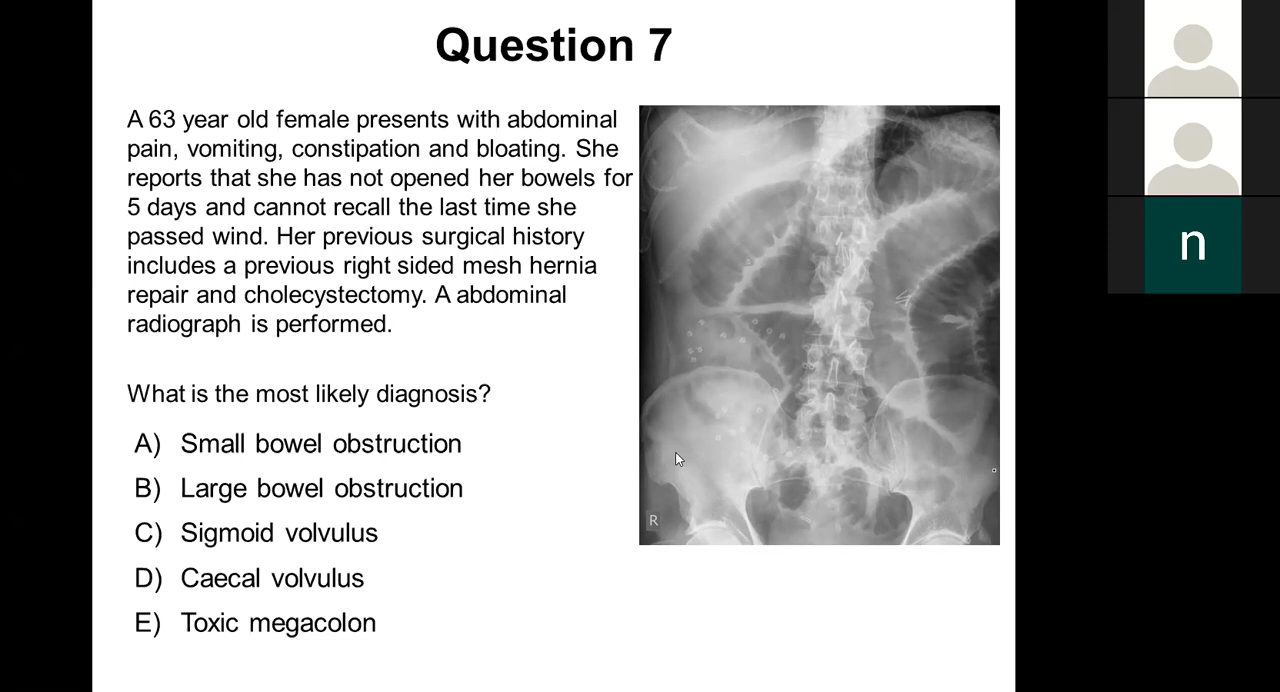 Question 7
A 63 year old female presents with abdominal
pain, vomiting, constipation and bloating. She
reports that she has not opened her bowels for
5 days and cannot recall the last time she
passed wind. Her previous surgical history
includes a previous right sided mesh hernia
repair and cholecystectomy. A abdominal
radiograph is performed.
What is the most likely diagnosis?
A) Small bowel obstruction
B) Large bowel obstruction
C) Sigmoid volvulus
D) Caecal volvulus
E) Toxic megacolon
R
n